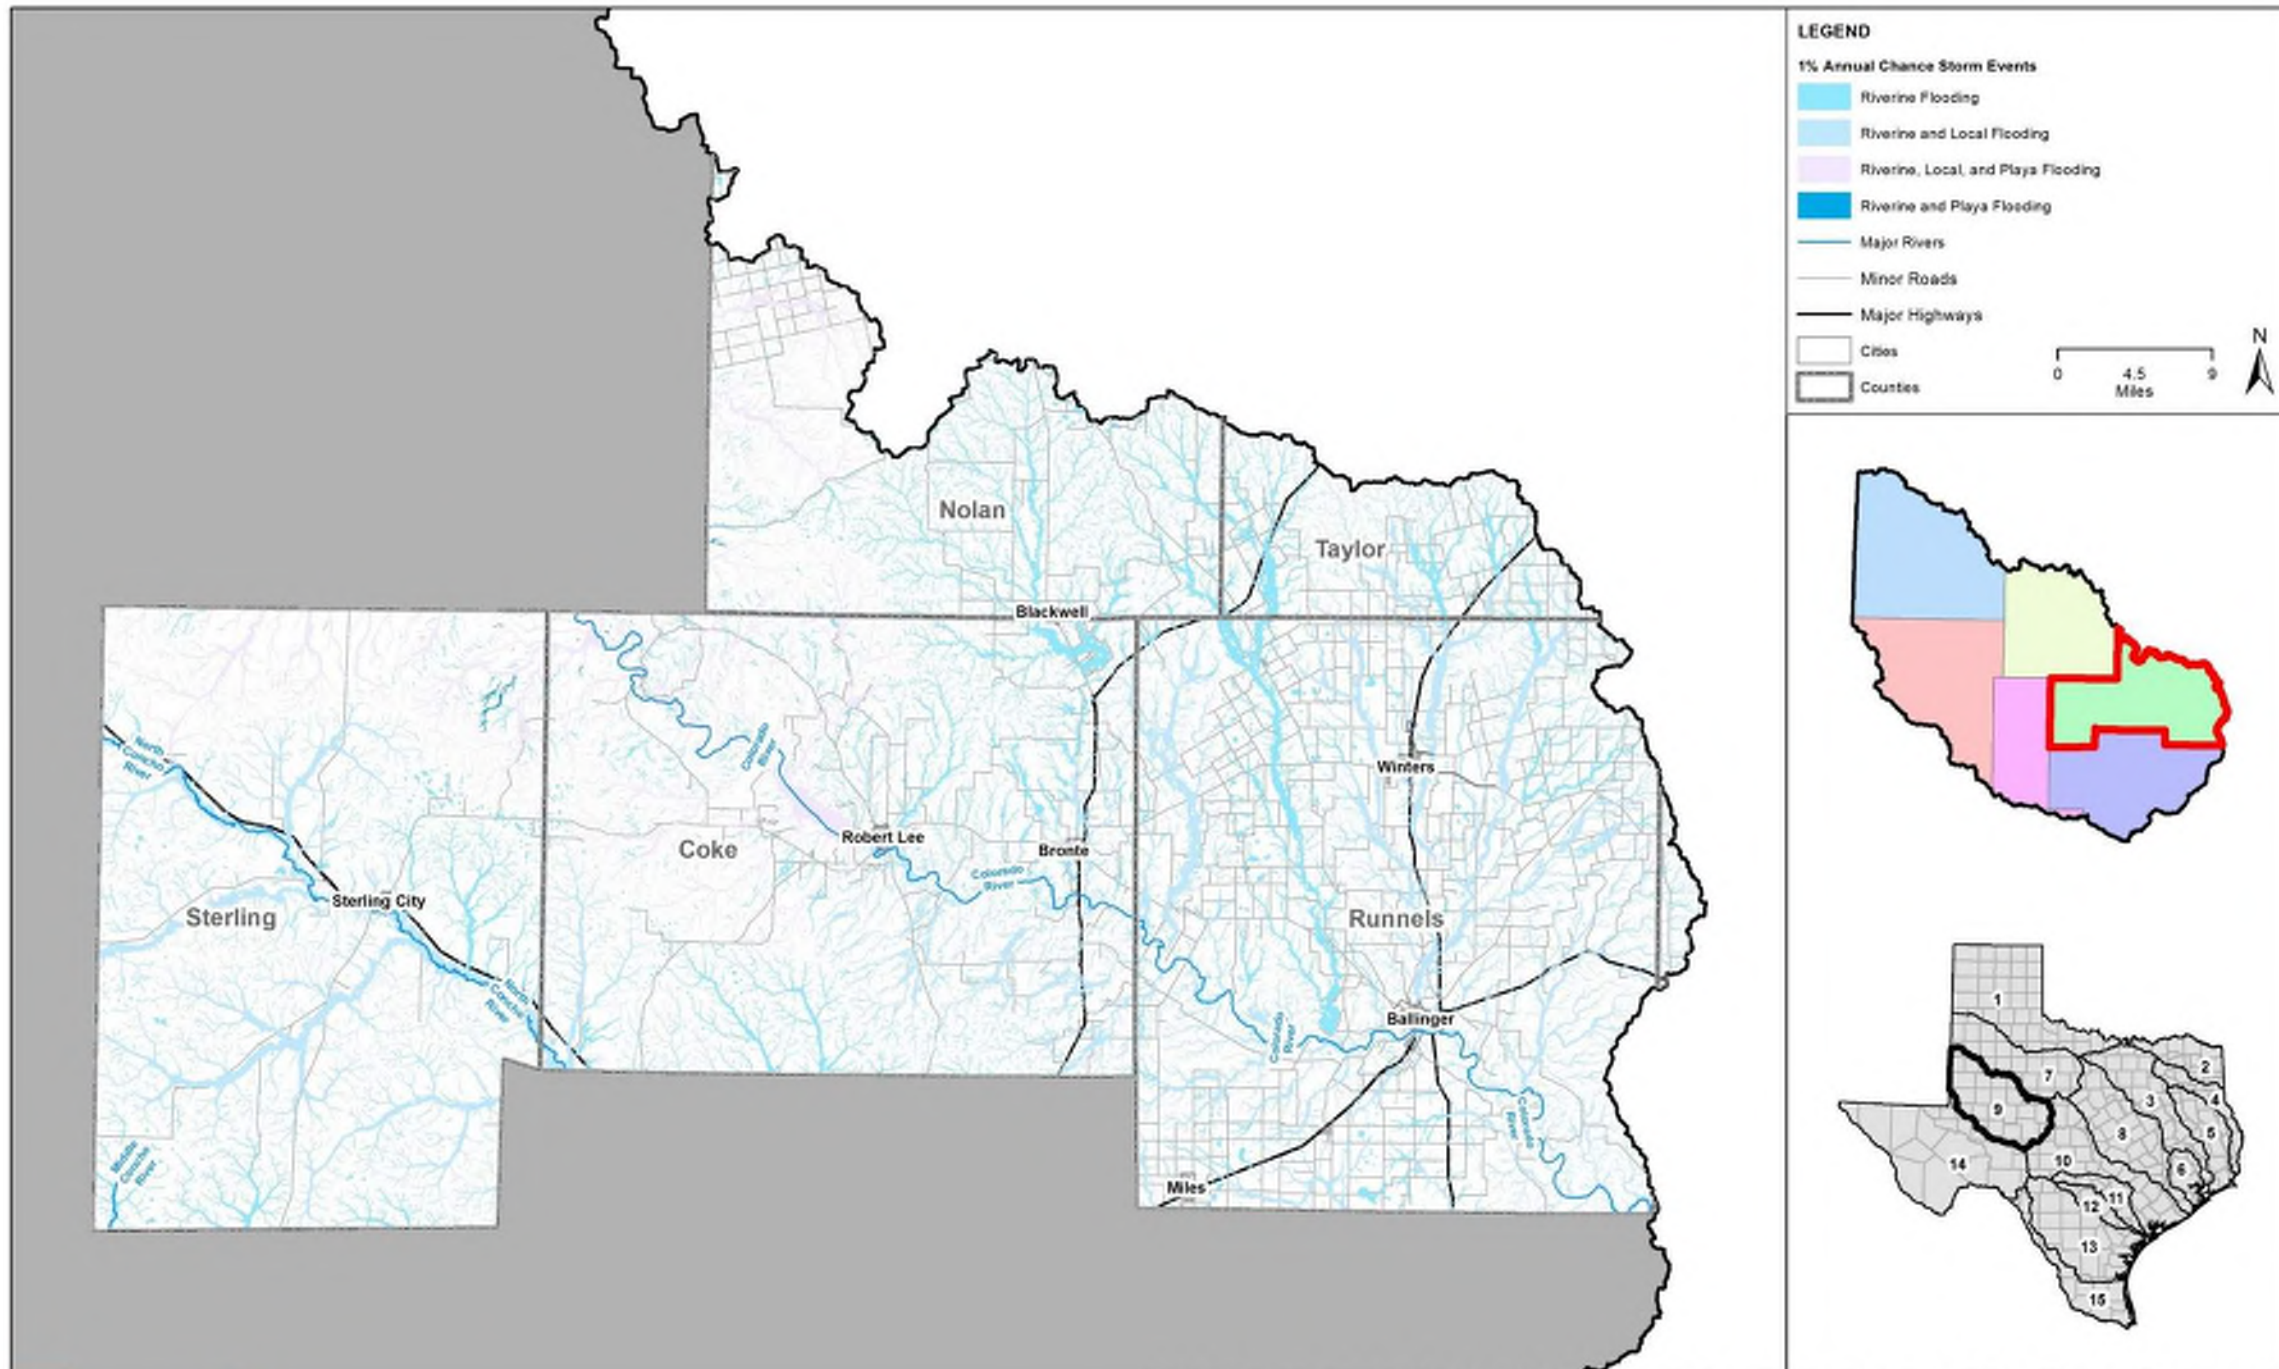 LEGEND
1% Annual Chance Storm Events
Riverine Flooding
Riverine and Local Flooding
Riverine, Local, and Playa Flooding
Riverine and Playa Flooding
Major Rivers
Minor Roads
Major Highways
Cities
Counties
0 4.5 9
Miles
N
Nolan
Taylor
Blackwell
North
Concho
River
Colorado
River
Winters
Robert Lee
Coke
Bronte
Colorado
River
Sterling City
Sterling
Runnels
North
Concho
River
Ballinger
Colorado
River
Colorado
River
Middle
Concho
River
Miles
1
2
7
3
4
9
8
5
14
10
6
11
12
13
15